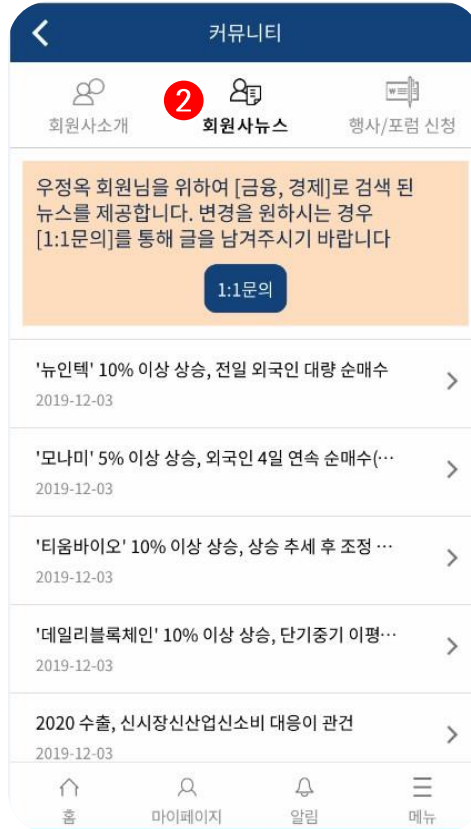 커뮤니티
2
회원사소개
회원사뉴스
행사/포럼 신청
우정옥 회원님을 위하여 [금융, 경제]로 검색 된
뉴스를 제공합니다. 변경을 원하시는 경우
[1:1문의]를 통해 글을 남겨주시기 바랍니다
1:1문의
'뉴인텍' 10% 이상 상승, 전일 외국인 대량 순매수
2019-12-03
'모나미' 5% 이상 상승, 외국인 4일 연속 순매수(…
2019-12-03
'티움바이오' 10% 이상 상승, 상승 추세 후 조정 …
2019-12-03
'데일리블록체인' 10% 이상 상승, 단기중기 이평…
2019-12-03
2020 수출, 신시장신산업신소비 대응이 관건
2019-12-03
홈
마이페이지
알림
메뉴